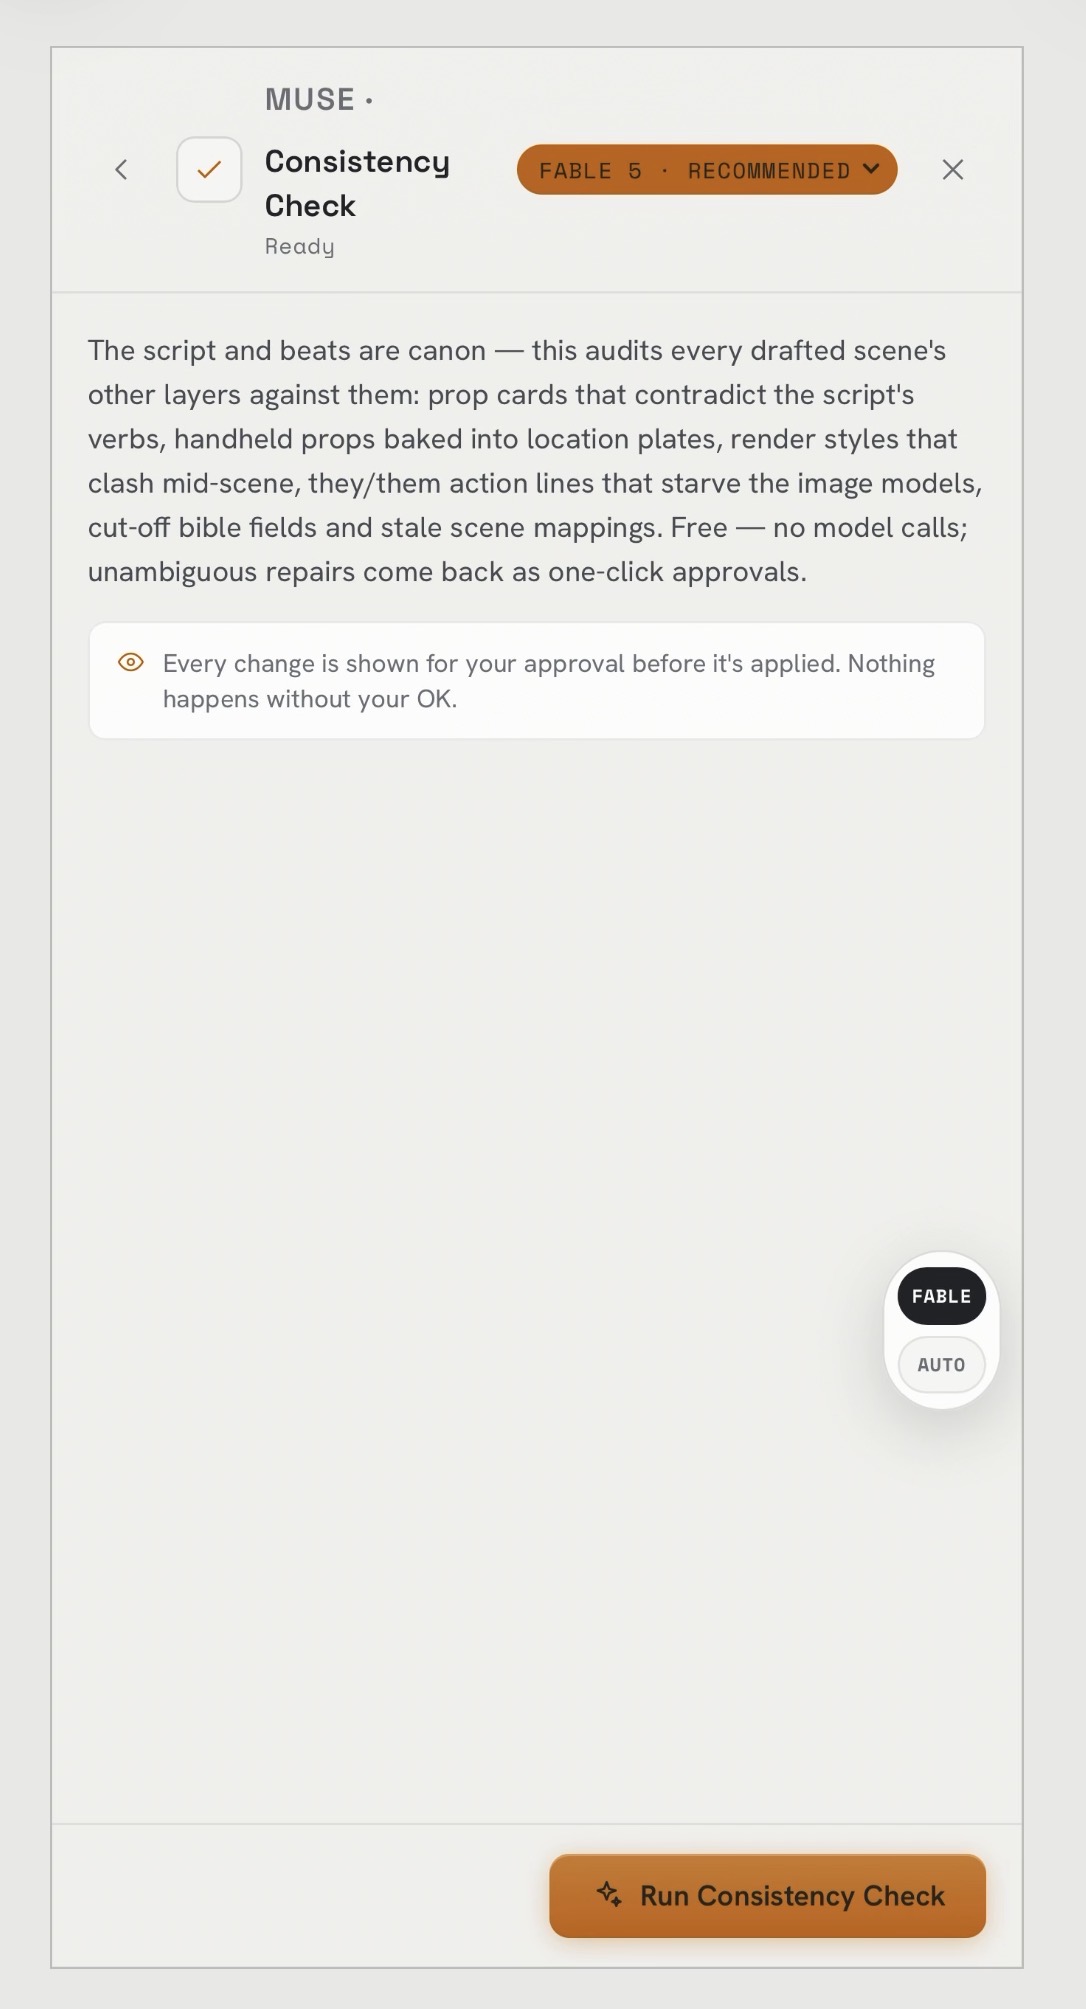 MUSE ·
Consistency
Check
Ready
FABLE 5 · RECOMMENDED
The script and beats are canon — this audits every drafted scene's
other layers against them: prop cards that contradict the script's
verbs, handheld props baked into location plates, render styles that
clash mid-scene, they/them action lines that starve the image models,
cut-off bible fields and stale scene mappings. Free — no model calls;
unambiguous repairs come back as one-click approvals.
Every change is shown for your approval before it's applied. Nothing
happens without your OK.
FABLE
AUTO
Run Consistency Check